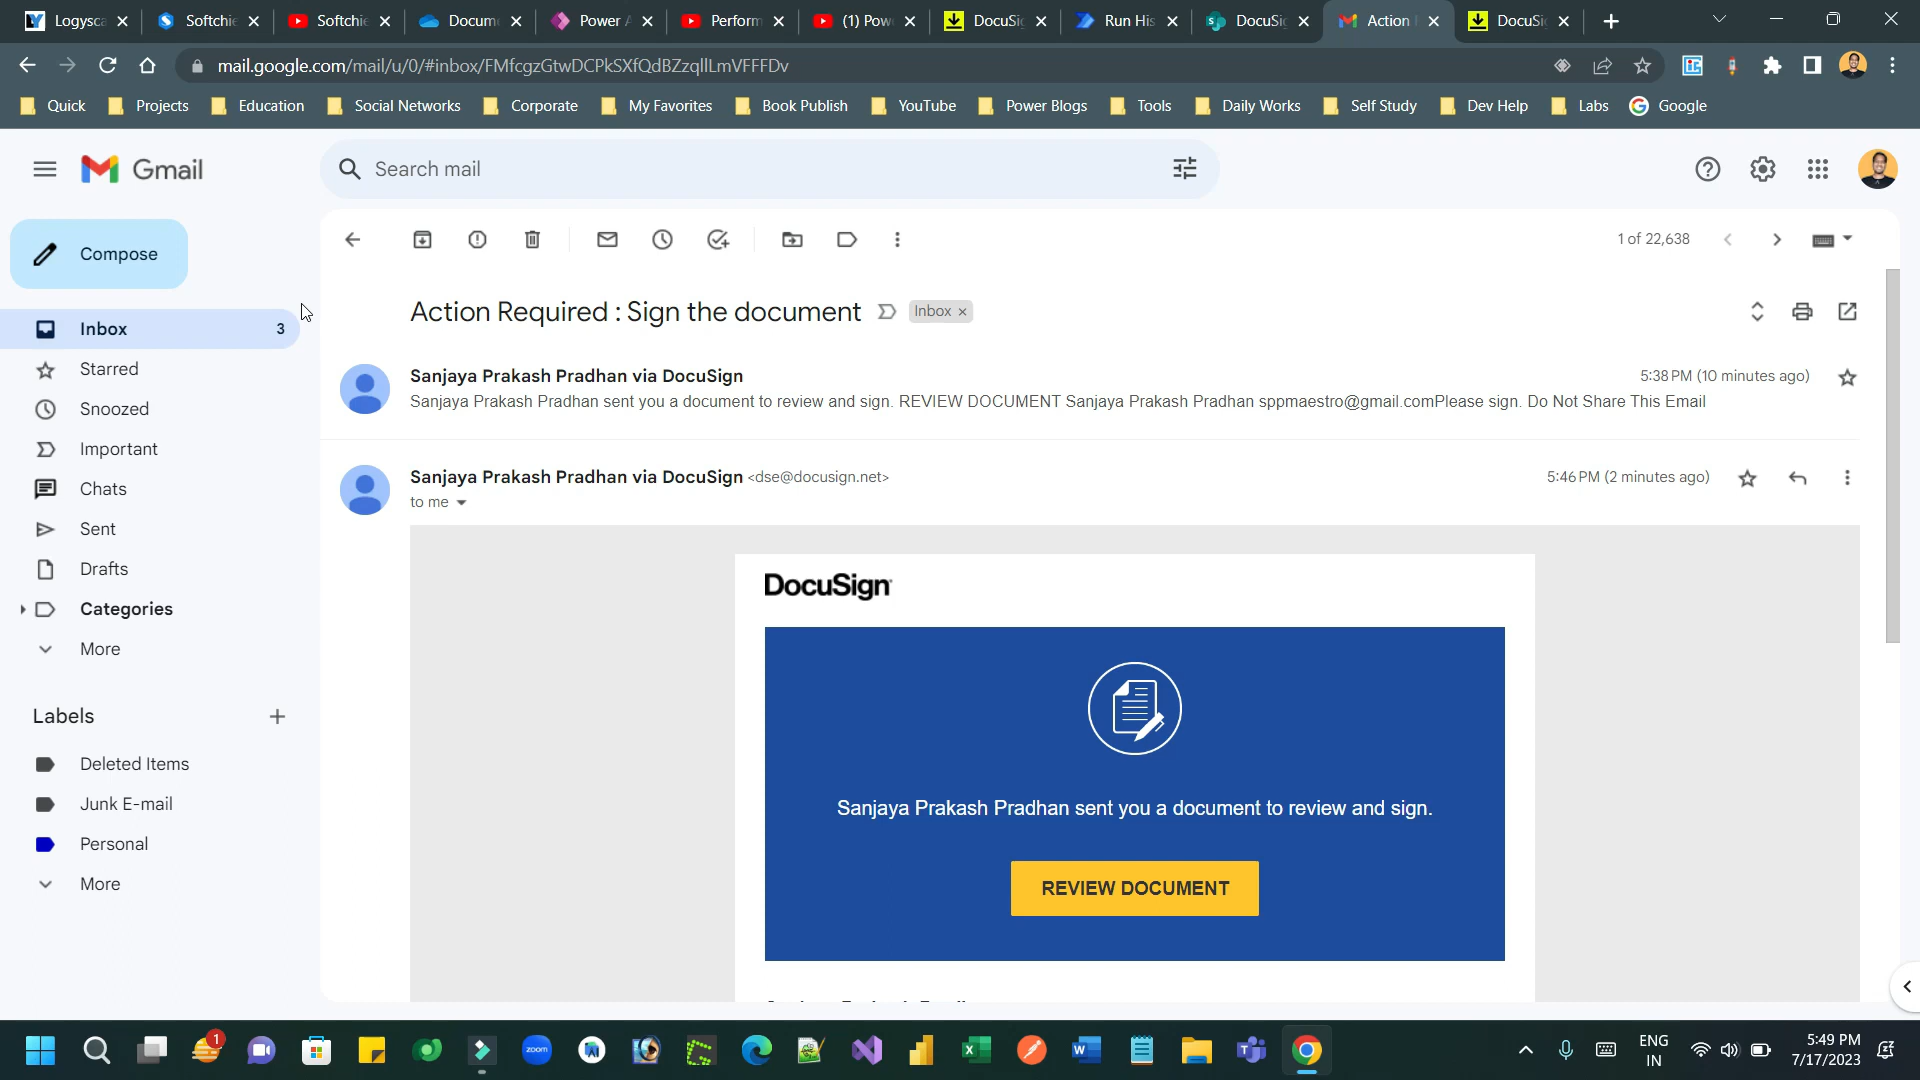 Logysca
Softchie
Softchie
Docume
Power A
Perform
(1) Pow
DocuSig
Run His
DocuSig
Action
DocuSig
mail.google.com/mail/u/0/#inbox/FMfcgzGtwDCPkSXfQdBZzqllLmVFFFDv
Quick
Projects
Education
Social Networks
Corporate
My Favorites
Book Publish
YouTube
Power Blogs
Tools
Daily Works
Self Study
Dev Help
Labs
Google
Gmail
Search mail
Compose
1 of 22,638
Inbox 3
Starred
Snoozed
Important
Chats
Sent
Drafts
Categories
More
Labels
Deleted Items
Junk E-mail
Personal
More
Action Required : Sign the document
Inbox
Sanjaya Prakash Pradhan via DocuSign
5:38 PM (10 minutes ago)
Sanjaya Prakash Pradhan sent you a document to review and sign. REVIEW DOCUMENT Sanjaya Prakash Pradhan sppmaestro@gmail.comPlease sign. Do Not Share This Email
Sanjaya Prakash Pradhan via DocuSign <dse@docusign.net>
5:46 PM (2 minutes ago)
to me
DocuSign
Sanjaya Prakash Pradhan sent you a document to review and sign.
REVIEW DOCUMENT
1
zoom
ENG
IN
5:49 PM
7/17/2023